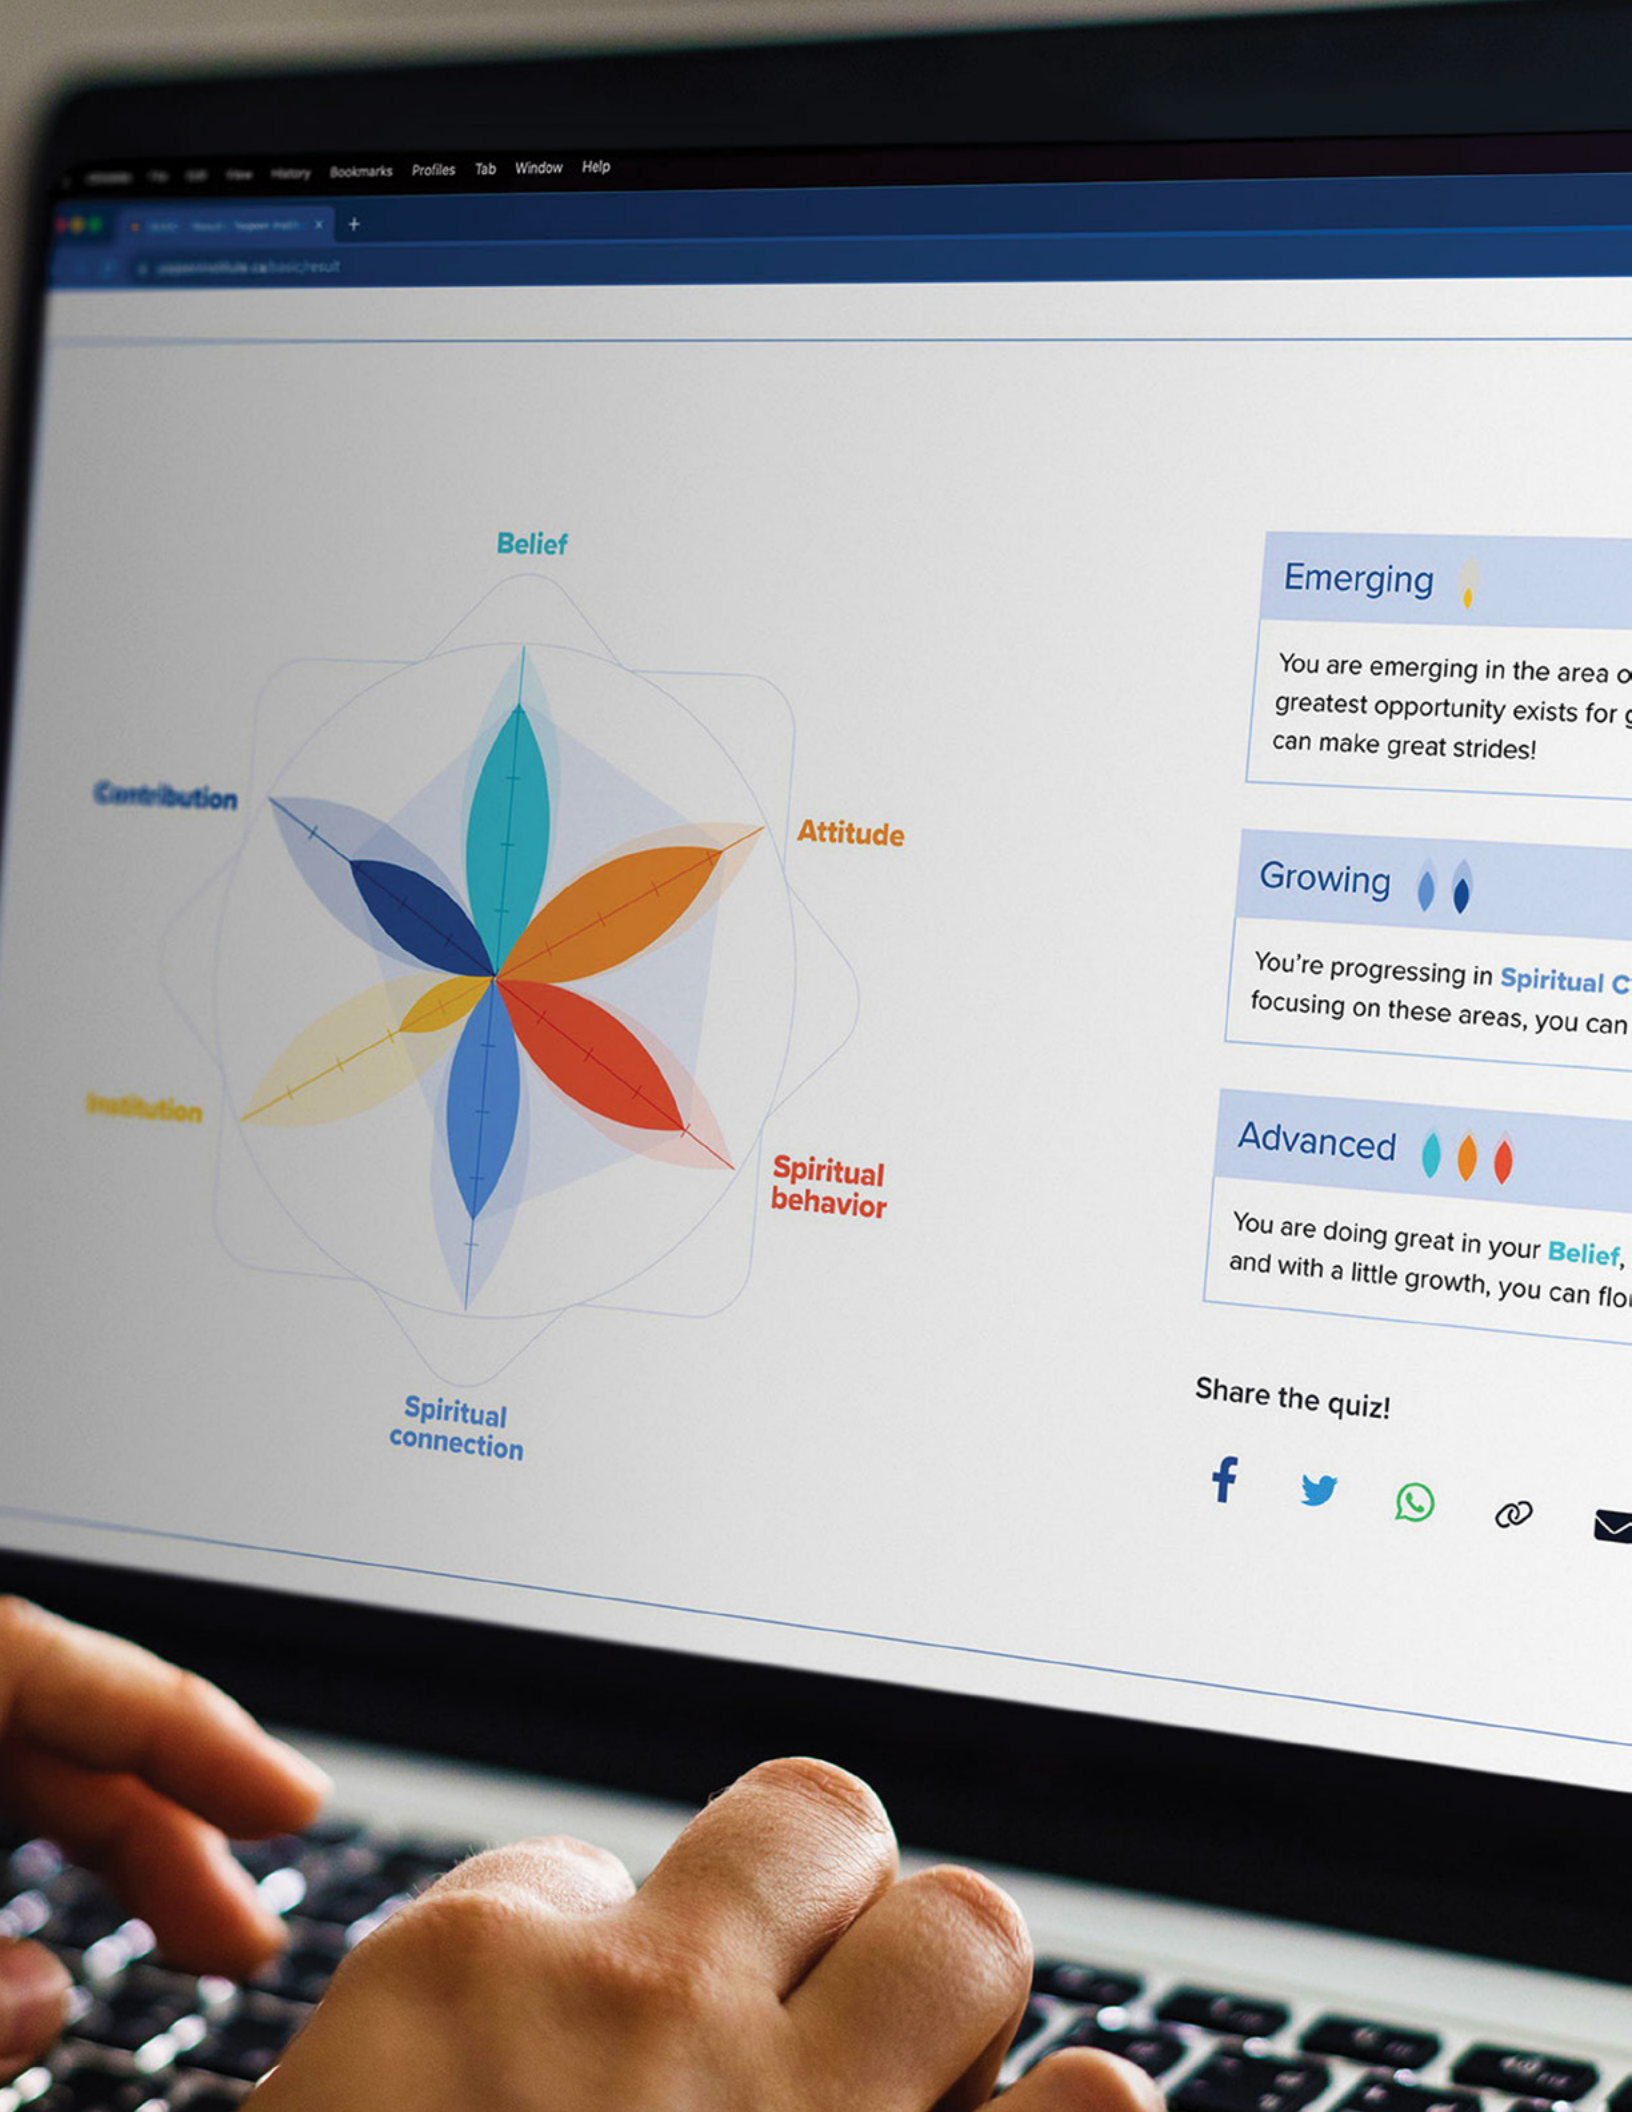 History Bookmarks Profiles Tab Window Help
/basic/result
Belief
Contribution
Attitude
Institution
Spiritual
behavior
Spiritual
connection
Emerging
You are emerging in the area
greatest opportunity exists for
can make great strides!
Growing
You're progressing in Spiritual C
focusing on these areas, you can
Advanced
You are doing great in your Belief,
and with a little growth, you can
Share the quiz!